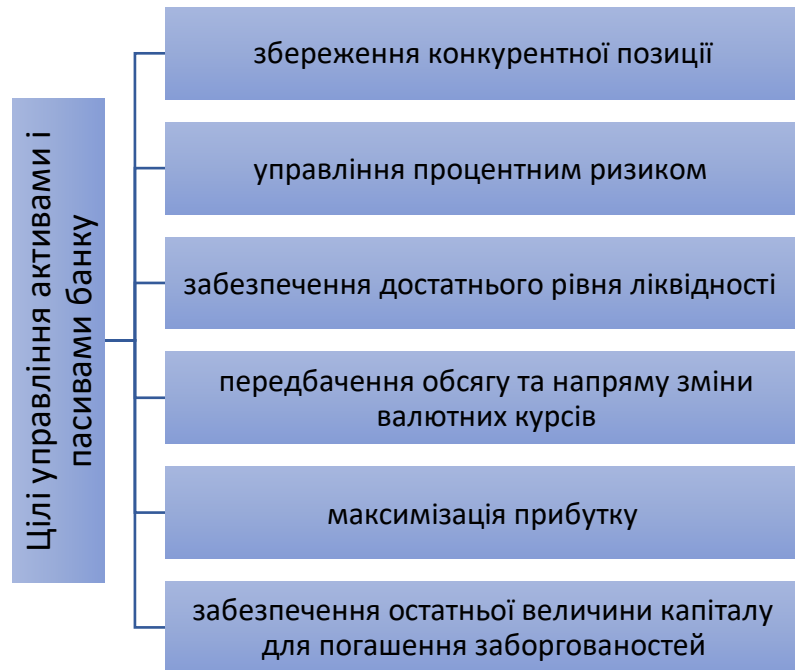 Цілі управління активами і
пасивами банку
збереження конкурентної позиції
управління процентним ризиком
забезпечення достатнього рівня ліквідності
передбачення обсягу та напряму зміни
валютних курсів
максимізація прибутку
забезпечення остатньої величини капіталу
для погашення заборгованостей